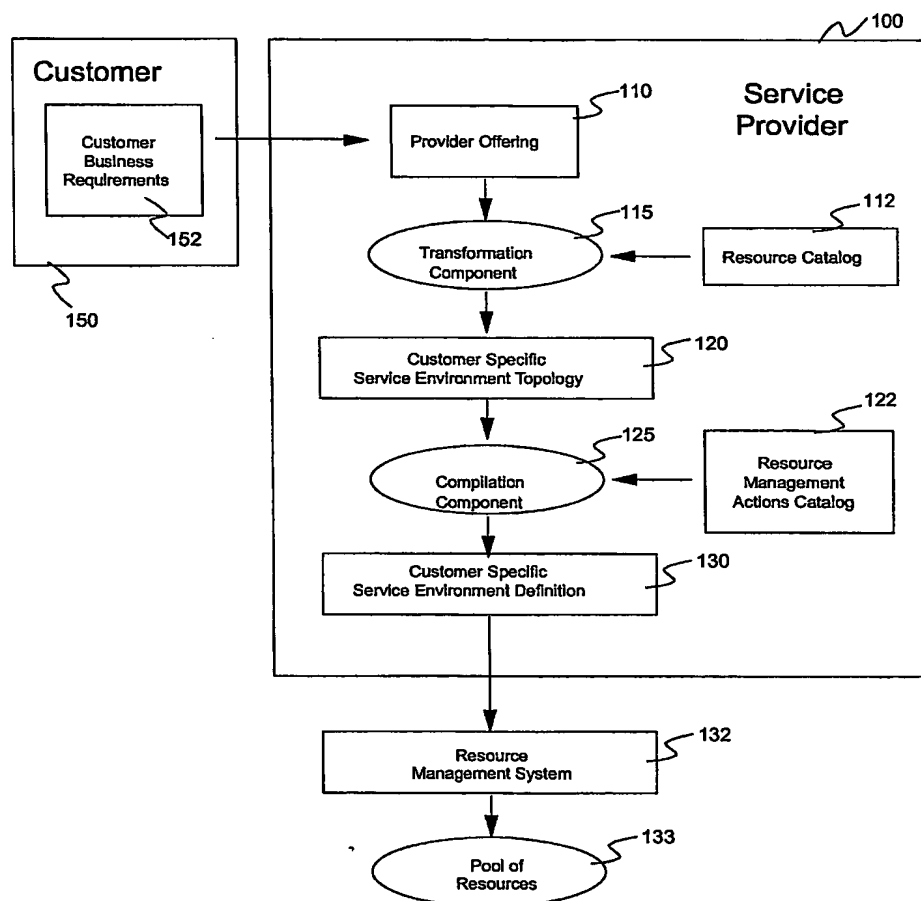 100
Customer
Customer
Business
Requirements
152
150
Service
Provider
110
Provider Offering
115
Transformation
Component
112
Resource Catalog
120
Customer Specific
Service Environment Topology
122
125
Compilation
Component
Resource
Management
Actions Catalog
130
Customer Specific
Service Environment Definition
132
Resource
Management System
133
Pool of
Resources